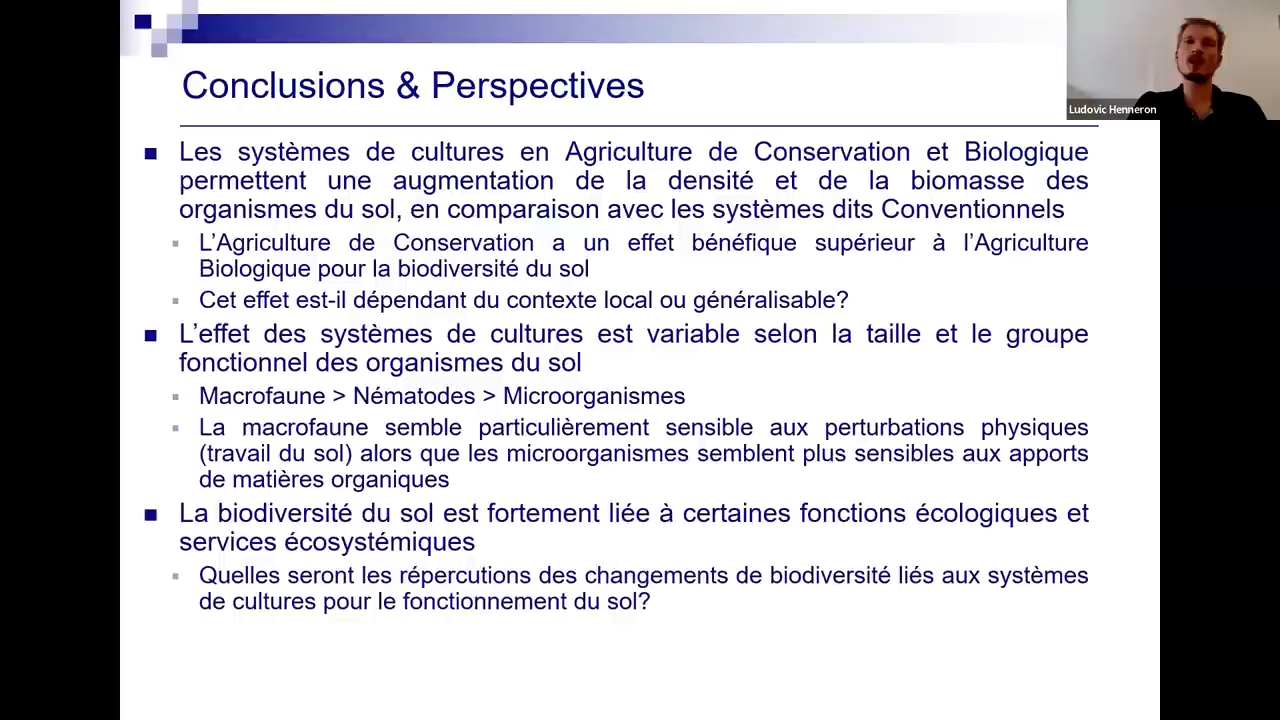 Ludovic Henneron
Conclusions & Perspectives
Les systèmes de cultures en Agriculture de Conservation et Biologique
permettent une augmentation de la densité et de la biomasse des
organismes du sol, en comparaison avec les systèmes dits Conventionnels
L’Agriculture de Conservation a un effet bénéfique supérieur à l’Agriculture
Biologique pour la biodiversité du sol
Cet effet est-il dépendant du contexte local ou généralisable?
L’effet des systèmes de cultures est variable selon la taille et le groupe
fonctionnel des organismes du sol
Macrofaune > Nématodes > Microorganismes
La macrofaune semble particulièrement sensible aux perturbations physiques
(travail du sol) alors que les microorganismes semblent plus sensibles aux apports
de matières organiques
La biodiversité du sol est fortement liée à certaines fonctions écologiques et
services écosystémiques
Quelles seront les répercutions des changements de biodiversité liés aux systèmes
de cultures pour le fonctionnement du sol?